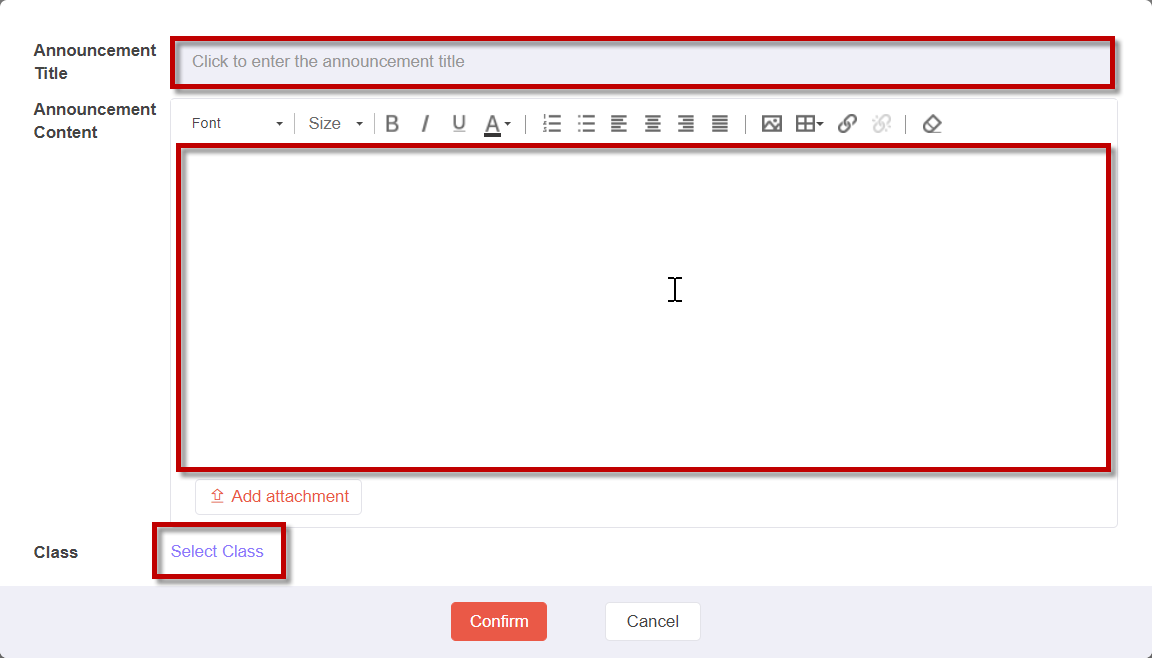 Announcement
Title
Click to enter the announcement title
Announcement
Content
Font
Size
B I U A
Add attachment
Class
Select Class
Confirm
Cancel